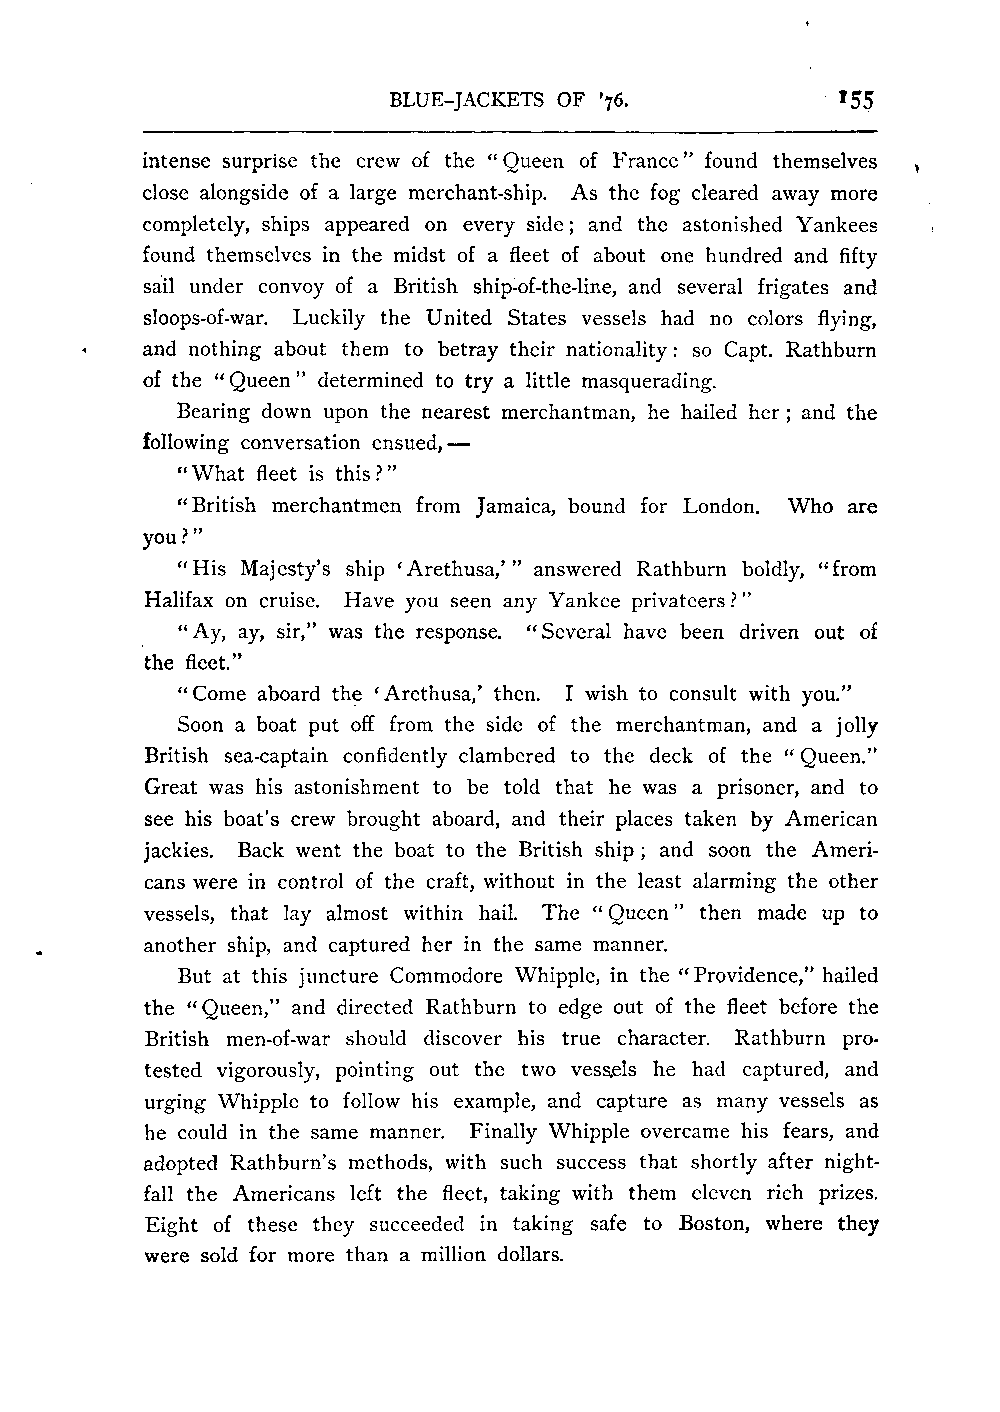 BLUE-JACKETS OF '76. 155
intense surprise the crew of the “Queen of France” found themselves
close alongside of a large merchant-ship. As the fog cleared away more
completely, ships appeared on every side; and the astonished Yankees
found themselves in the midst of a fleet of about one hundred and fifty
sail under convoy of a British ship-of-the-line, and several frigates and
sloops-of-war. Luckily the United States vessels had no colors flying,
and nothing about them to betray their nationality: so Capt. Rathburn
of the “Queen” determined to try a little masquerading.
Bearing down upon the nearest merchantman, he hailed her; and the
following conversation ensued,—
“What fleet is this?”
“British merchantmen from Jamaica, bound for London. Who are
you?”
“His Majesty's ship ‘Arethusa,’” answered Rathburn boldly, “from
Halifax on cruise. Have you seen any Yankee privateers?”
“Ay, ay, sir,” was the response. “Several have been driven out of
the fleet.”
“Come aboard the ‘Arethusa,’ then. I wish to consult with you.”
Soon a boat put off from the side of the merchantman, and a jolly
British sea-captain confidently clambered to the deck of the “Queen.”
Great was his astonishment to be told that he was a prisoner, and to
see his boat's crew brought aboard, and their places taken by American
jackies. Back went the boat to the British ship; and soon the Ameri-
cans were in control of the craft, without in the least alarming the other
vessels, that lay almost within hail. The “Queen” then made up to
another ship, and captured her in the same manner.
But at this juncture Commodore Whipple, in the “Providence,” hailed
the “Queen,” and directed Rathburn to edge out of the fleet before the
British men-of-war should discover his true character. Rathburn pro-
tested vigorously, pointing out the two vessels he had captured, and
urging Whipple to follow his example, and capture as many vessels as
he could in the same manner. Finally Whipple overcame his fears, and
adopted Rathburn's methods, with such success that shortly after night-
fall the Americans left the fleet, taking with them eleven rich prizes.
Eight of these they succeeded in taking safe to Boston, where they
were sold for more than a million dollars.